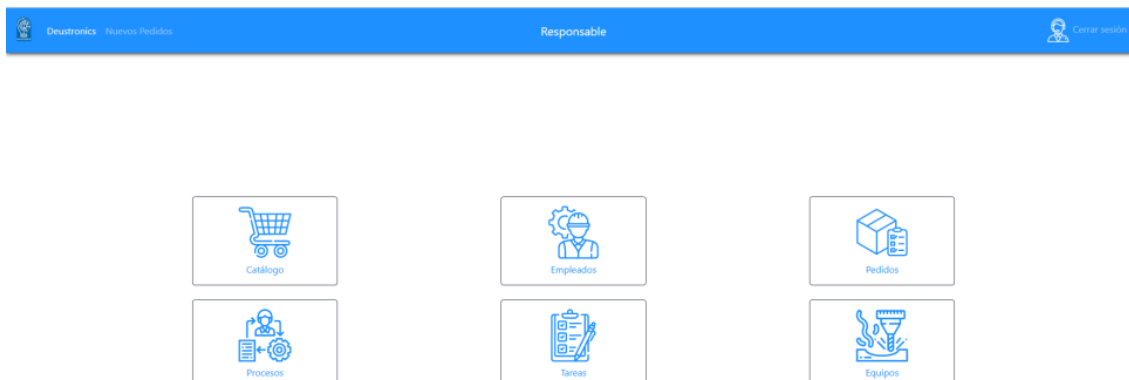 Deustronics Nuevos Pedidos Responsable Cerrar sesión
Catálogo Empleados Pedidos
Procesos Tareas Equipos